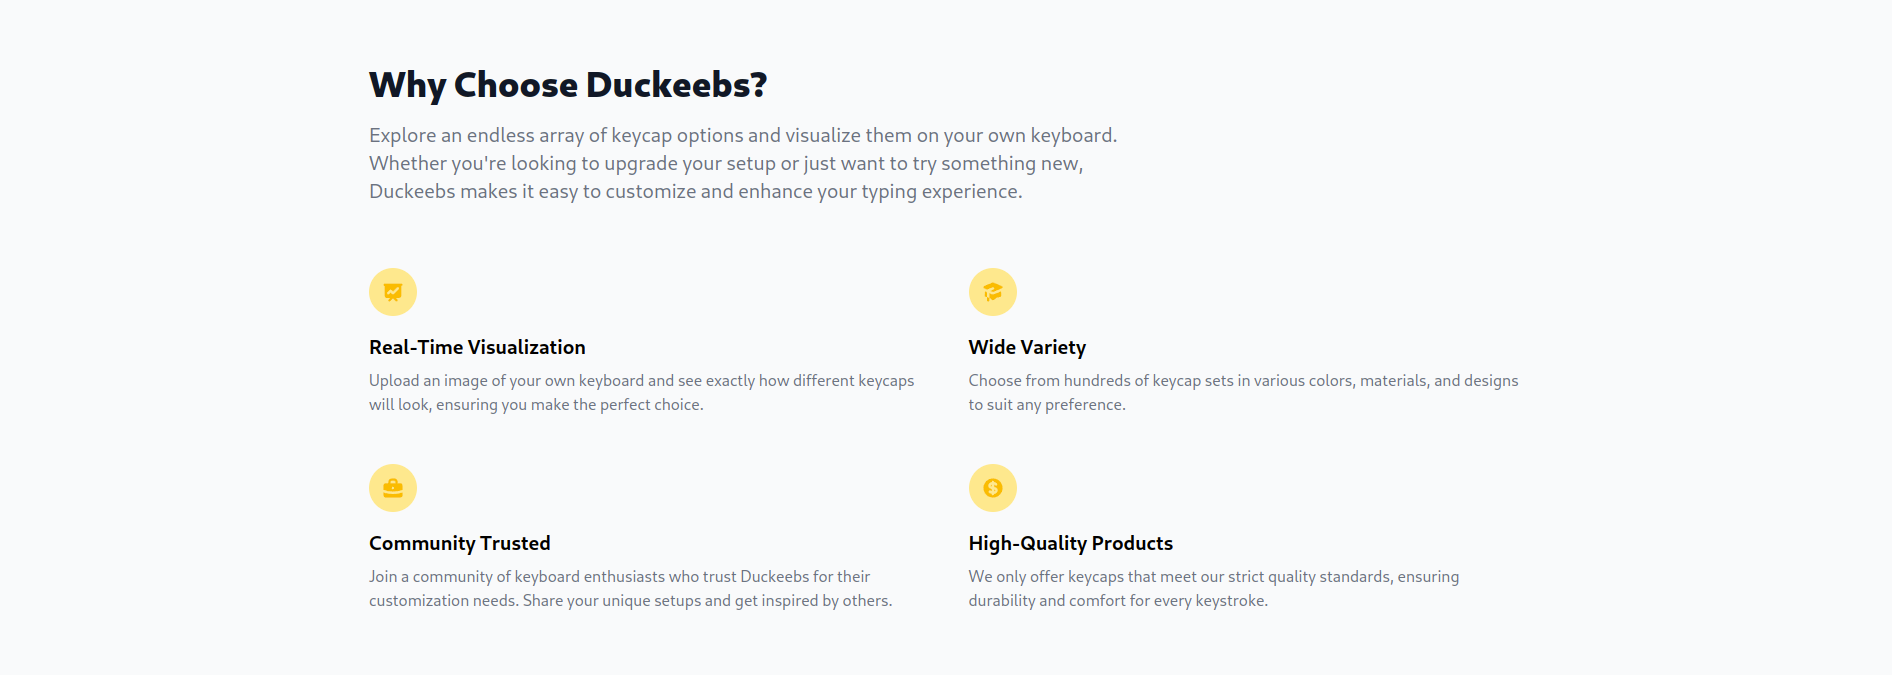 Why Choose Duckeebs?
Explore an endless array of keycap options and visualize them on your own keyboard.
Whether you're looking to upgrade your setup or just want to try something new,
Duckeebs makes it easy to customize and enhance your typing experience.
Real-Time Visualization
Upload an image of your own keyboard and see exactly how different keycaps
will look, ensuring you make the perfect choice.
Wide Variety
Choose from hundreds of keycap sets in various colors, materials, and designs
to suit any preference.
Community Trusted
Join a community of keyboard enthusiasts who trust Duckeebs for their
customization needs. Share your unique setups and get inspired by others.
$
High-Quality Products
We only offer keycaps that meet our strict quality standards, ensuring
durability and comfort for every keystroke.